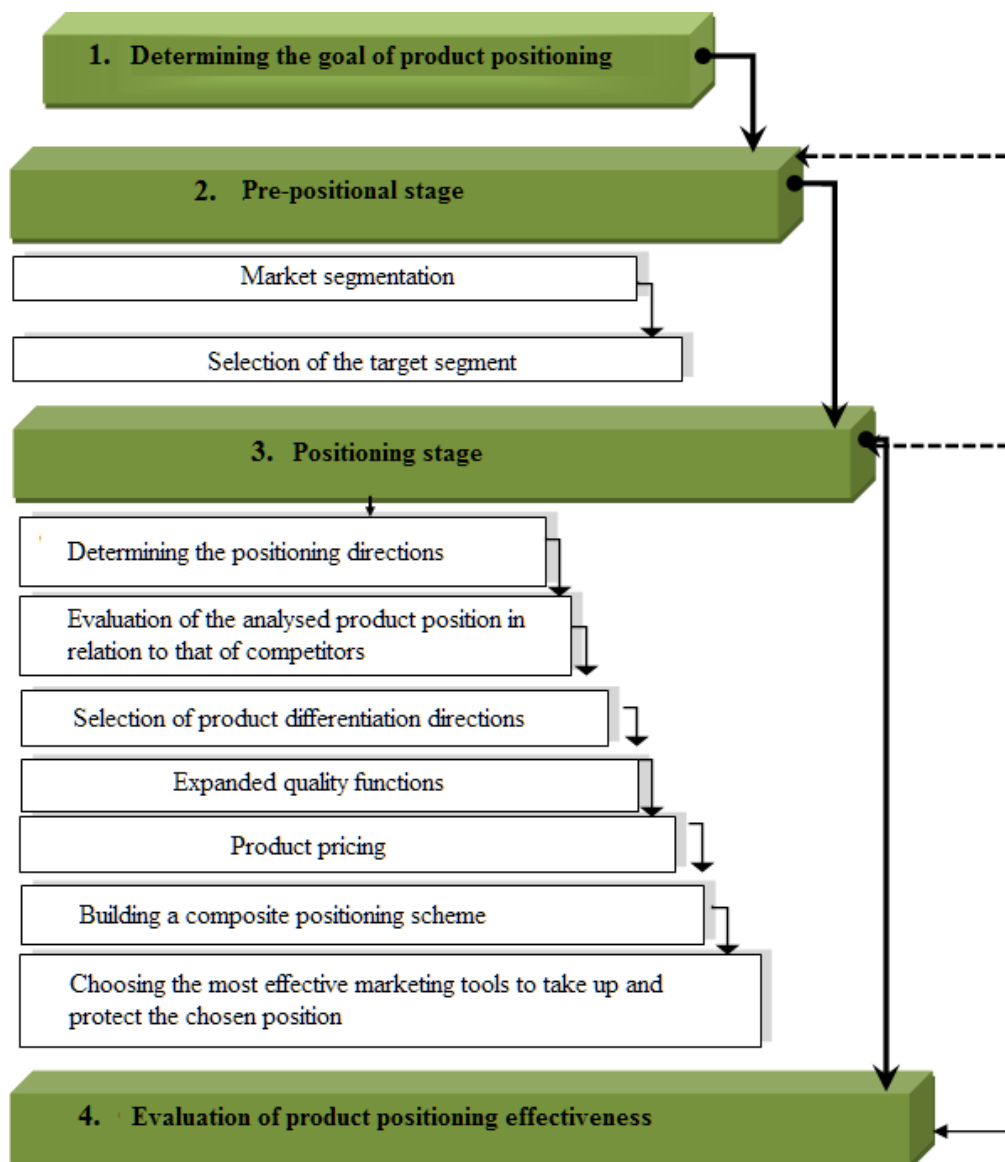 1. Determining the goal of product positioning
2. Pre-positional stage
Market segmentation
Selection of the target segment
3. Positioning stage
Determining the positioning directions
Evaluation of the analysed product position in
relation to that of competitors
Selection of product differentiation directions
Expanded quality functions
Product pricing
Building a composite positioning scheme
Choosing the most effective marketing tools to take up and
protect the chosen position
4. Evaluation of product positioning effectiveness